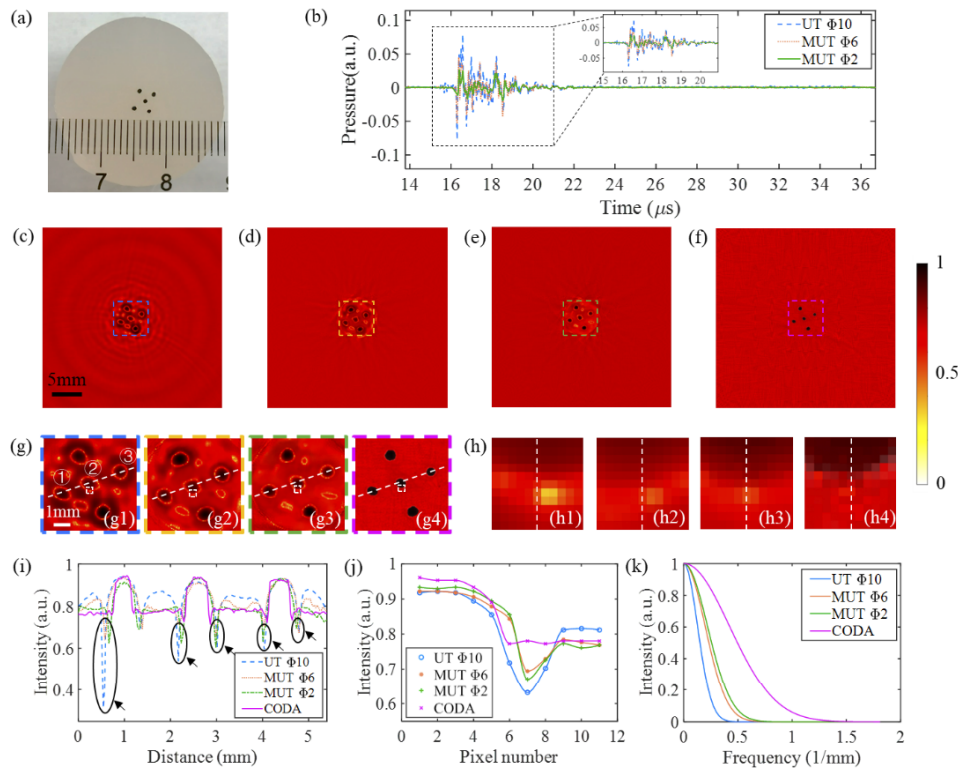 (a)
7
8
(b)
Pressure(a.u.)
0.1
0.05
0
-0.05
-0.1
14 16 18 20 22 24 26 28 30 32 34 36
Time (μs)
0.05
0
-0.05
15 16 17 18 19 20
UT Φ10
MUT Φ6
MUT Φ2
(c)
5mm
(d)
(e)
(f)
1
0.5
0
(g)
① ② ③
1mm
(g1)
(g2)
(g3)
(g4)
(h)
(h1)
(h2)
(h3)
(h4)
(i)
Intensity (a.u.)
1
0.8
0.6
0.4
0 1 2 3 4 5
Distance (mm)
UT Φ10
MUT Φ6
MUT Φ2
CODA
(j)
Intensity (a.u.)
1
0.9
0.8
0.7
0.6
0 2 4 6 8 10 12
Pixel number
UT Φ10
MUT Φ6
MUT Φ2
CODA
(k)
Intensity (a.u.)
1
0.8
0.6
0.4
0.2
0
0 0.5 1 1.5 2
Frequency (1/mm)
UT Φ10
MUT Φ6
MUT Φ2
CODA